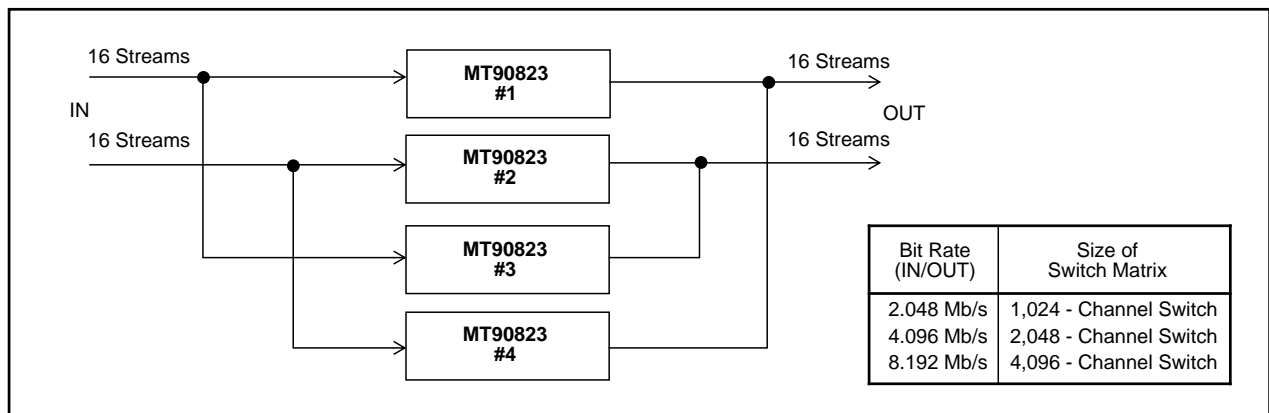 16 Streams
MT90823
#1
16 Streams
IN
OUT
16 Streams
MT90823
#2
16 Streams
MT90823
#3
MT90823
#4
Bit Rate
(IN/OUT)
Size of
Switch Matrix
2.048 Mb/s 1,024 - Channel Switch
4.096 Mb/s 2,048 - Channel Switch
8.192 Mb/s 4,096 - Channel Switch